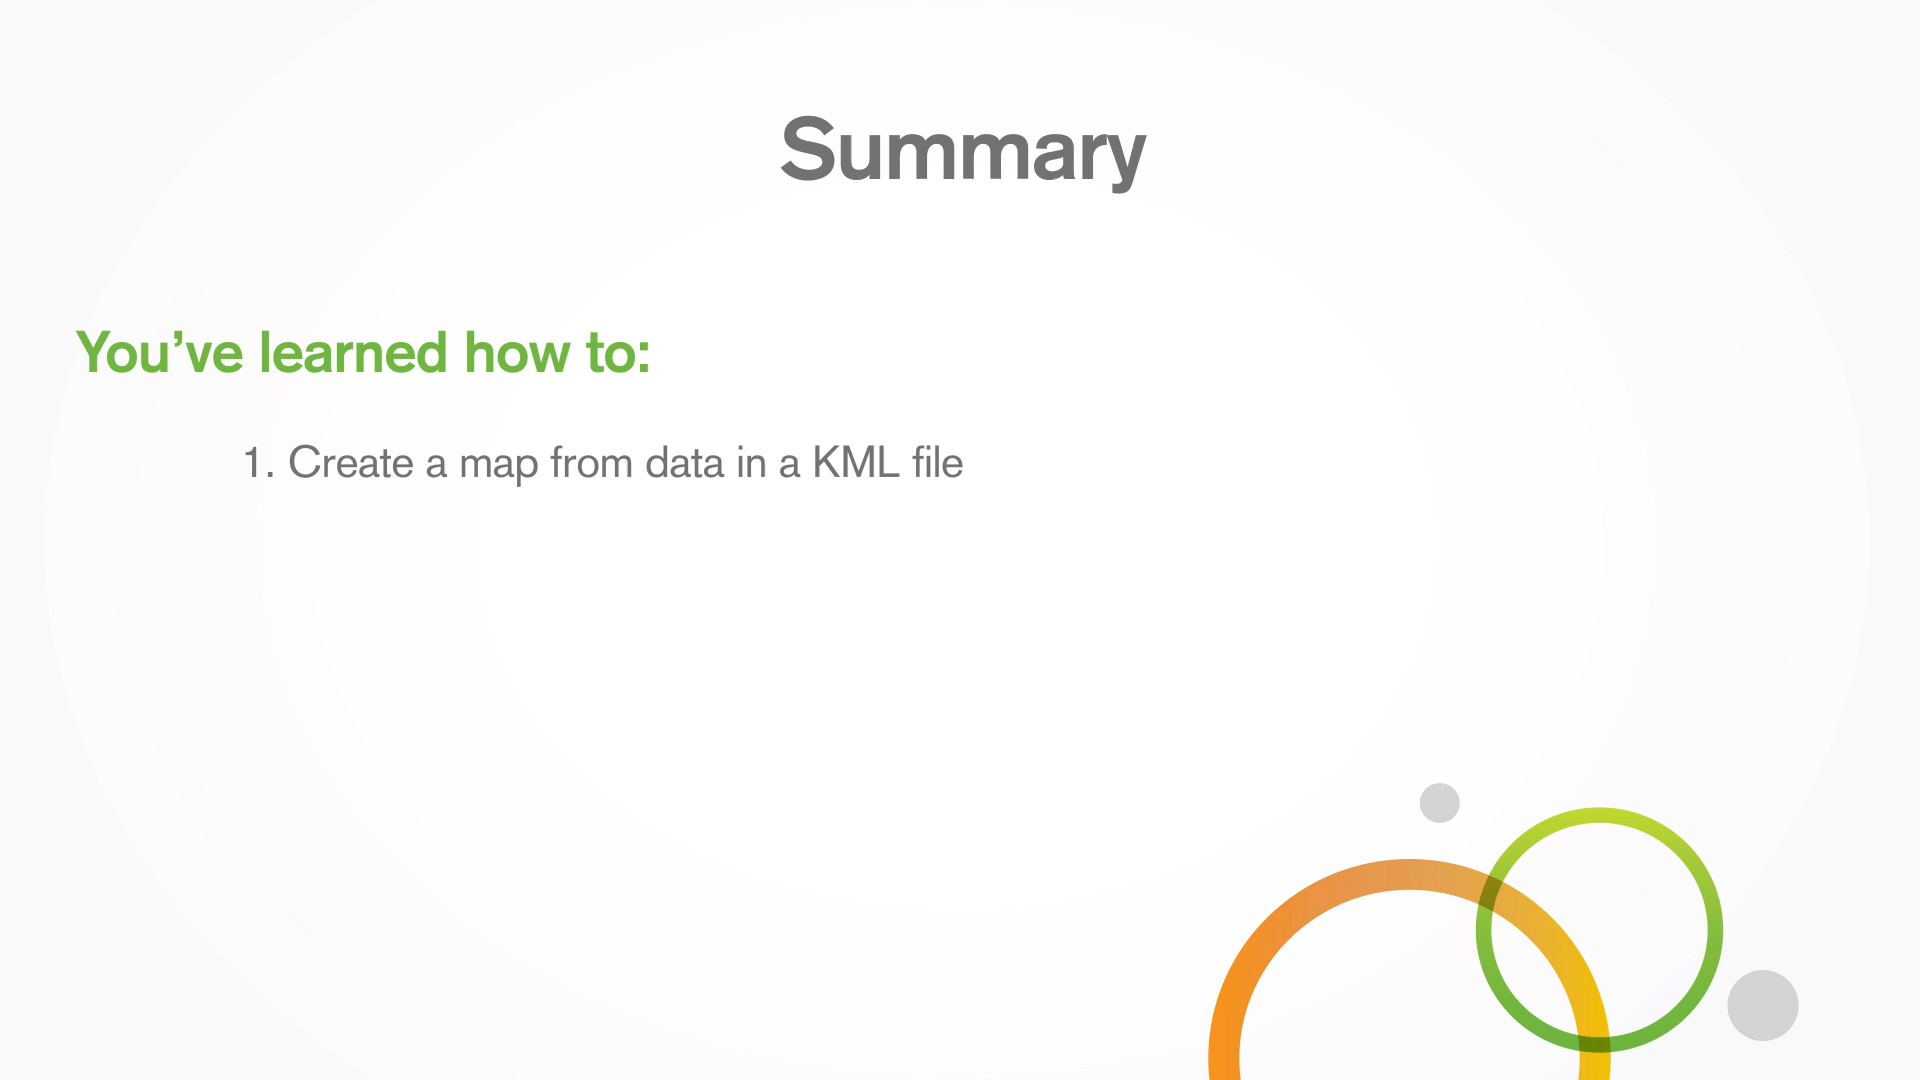 Summary
You’ve learned how to:
1. Create a map from data in a KML file